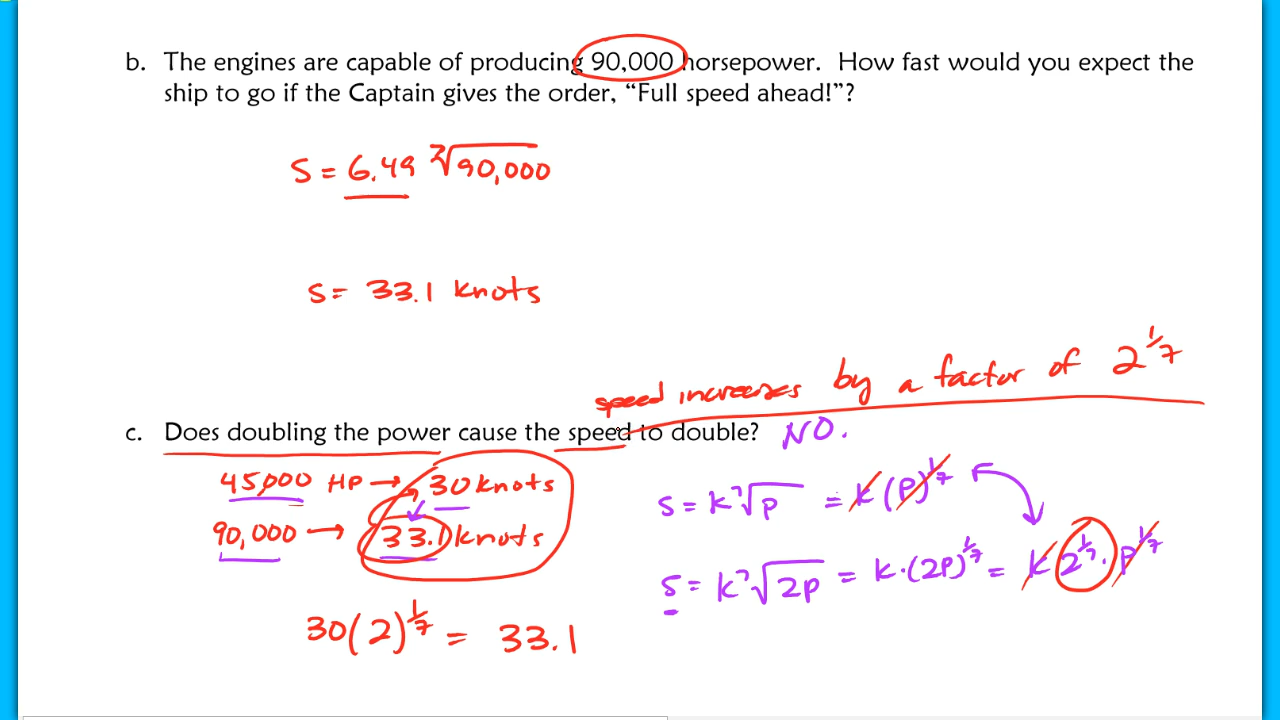 b. The engines are capable of producing 90,000 horsepower. How fast would you expect the
ship to go if the Captain gives the order, “Full speed ahead!”?
S = 6.49 ⁷√90,000
S = 33.1 knots
speed increases by a factor of 2^1/7
c. Does doubling the power cause the speed to double? NO.
45,000 HP → 30 knots
90,000 → 33.1 knots
S = k ⁷√P = k (P)^1/7
S = k ⁷√2P = k·(2P)^1/7 = k 2^1/7 · P^1/7
30(2)^1/7 = 33.1